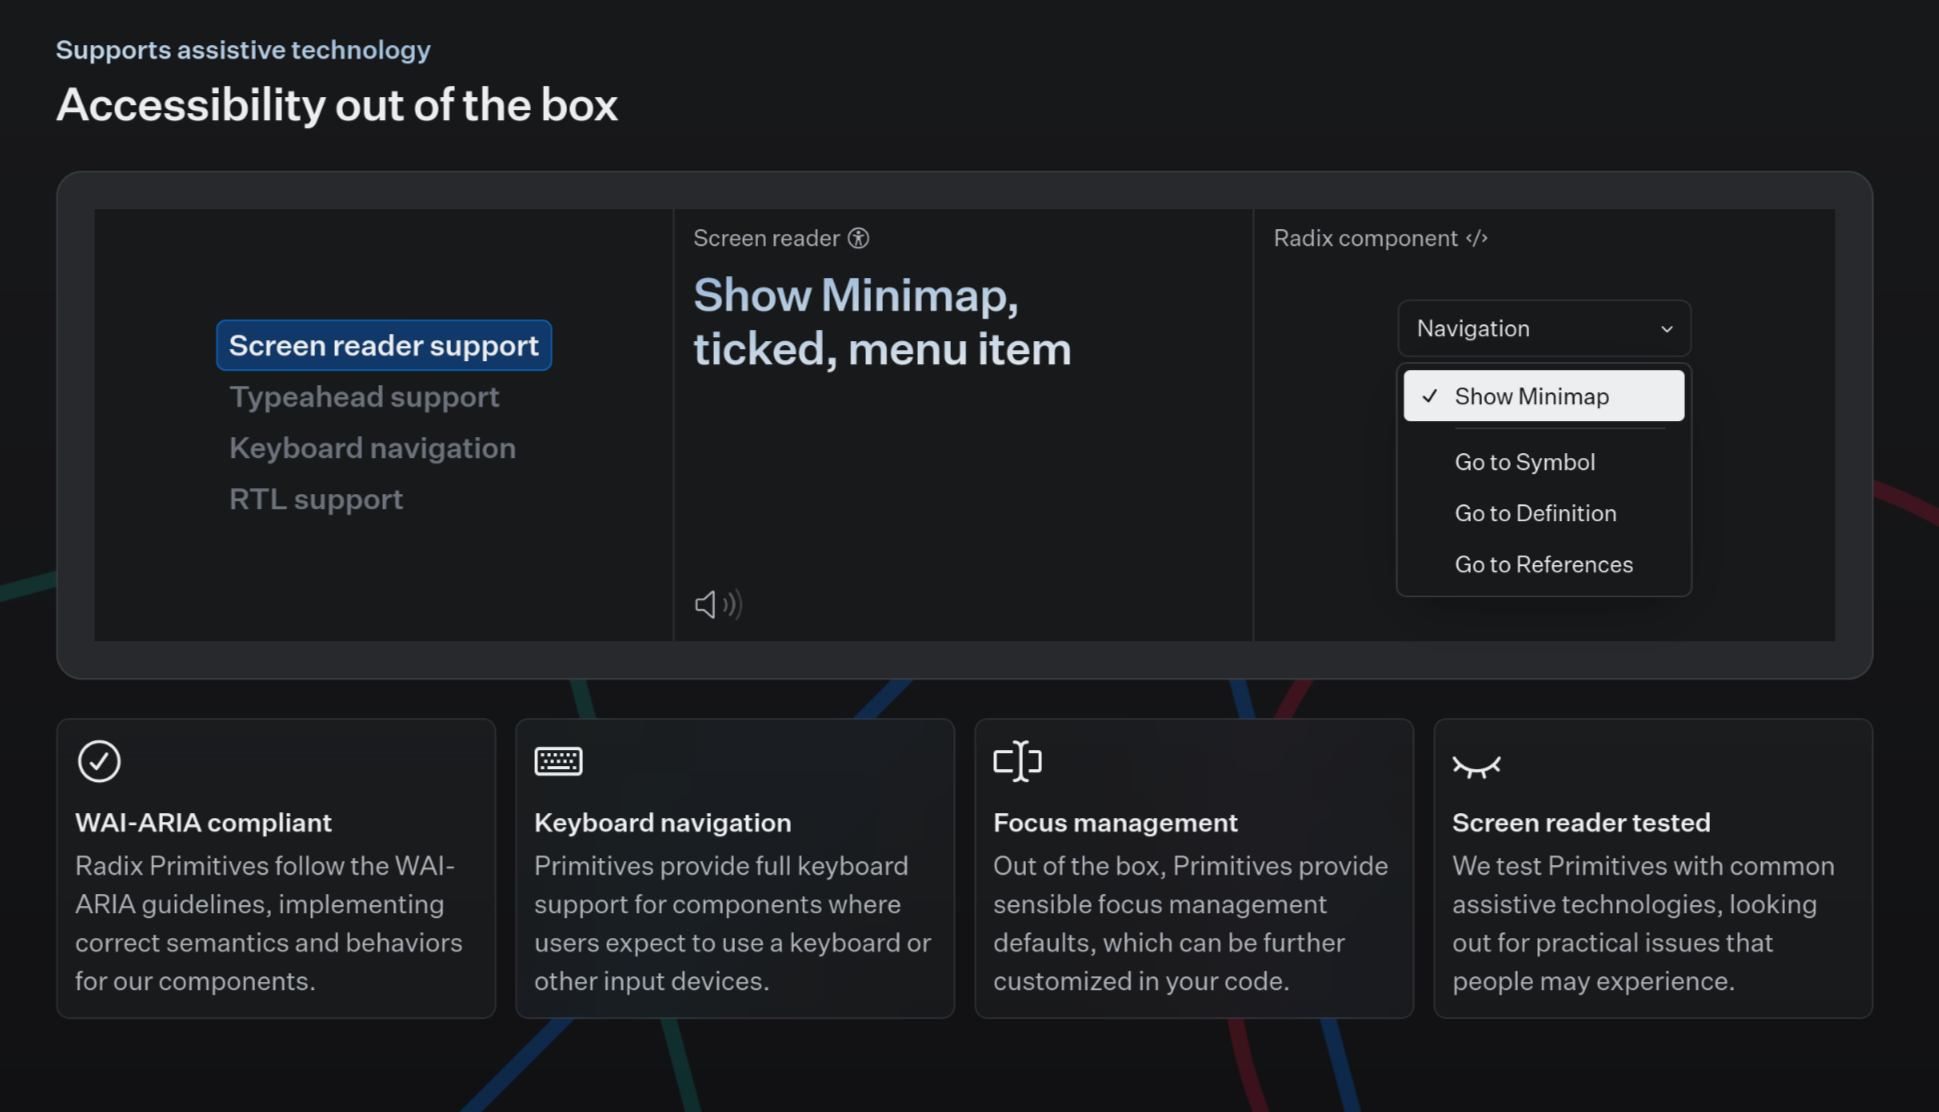 Supports assistive technology
Accessibility out of the box
Screen reader support
Typeahead support
Keyboard navigation
RTL support
Screen reader
Show Minimap,
ticked, menu item
Radix component </>
Navigation
✓ Show Minimap
Go to Symbol
Go to Definition
Go to References
WAI-ARIA compliant
Radix Primitives follow the WAI-
ARIA guidelines, implementing
correct semantics and behaviors
for our components.
Keyboard navigation
Primitives provide full keyboard
support for components where
users expect to use a keyboard or
other input devices.
Focus management
Out of the box, Primitives provide
sensible focus management
defaults, which can be further
customized in your code.
Screen reader tested
We test Primitives with common
assistive technologies, looking
out for practical issues that
people may experience.